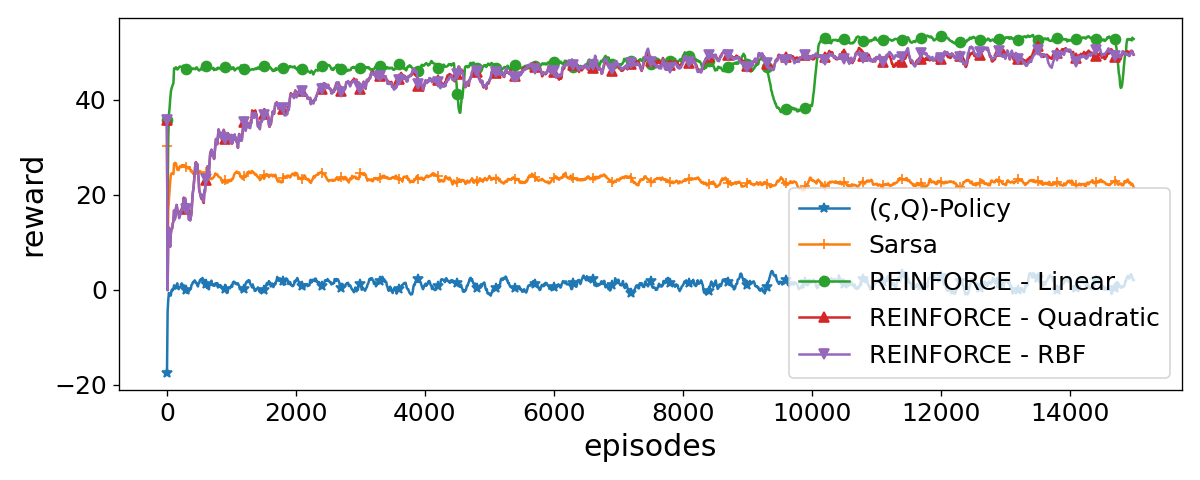 reward
40
20
0
−20
0 2000 4000 6000 8000 10000 12000 14000
episodes
(ς,Q)-Policy
Sarsa
REINFORCE - Linear
REINFORCE - Quadratic
REINFORCE - RBF